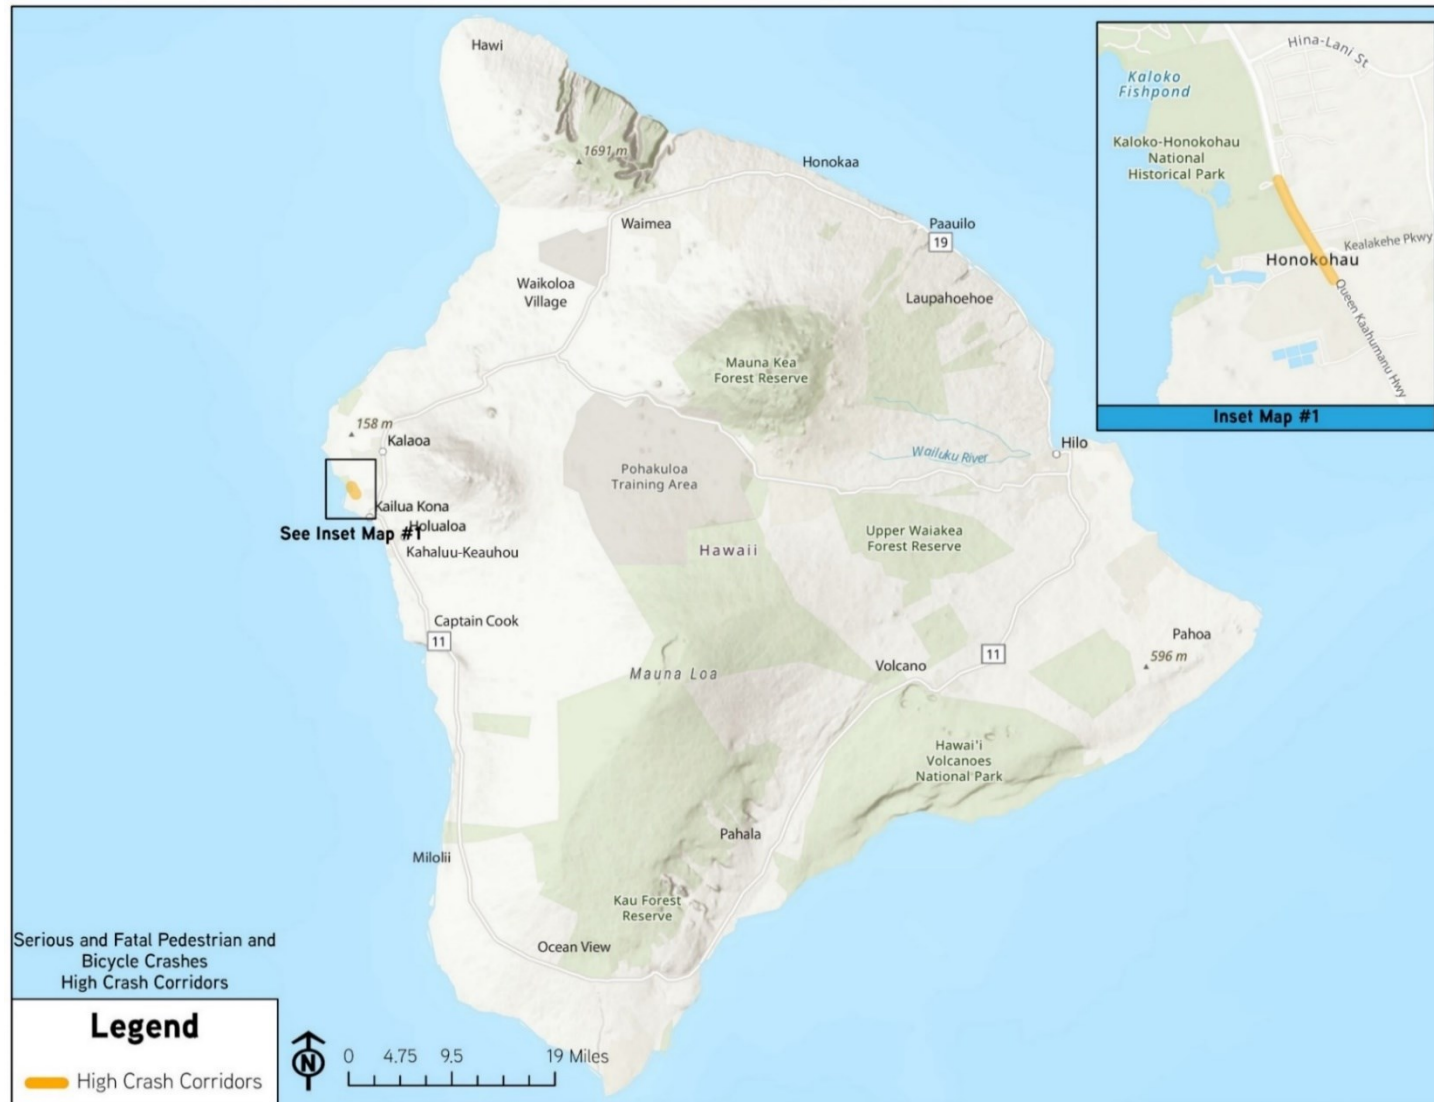 Hawi
1691 m
Honokaa
Waimea
Paauilo
19
Waikoloa
Village
Laupahoehoe
Mauna Kea
Forest Reserve
158 m
Kalaoa
Hilo
Wailuku River
Pohakuloa
Training Area
Kailua Kona
Holualoa
See Inset Map #1
Kahaluu-Keauhou
Hawaii
Upper Waiakea
Forest Reserve
Captain Cook
11
Pahoa
596 m
11
Volcano
Mauna Loa
Hawai'i
Volcanoes
National Park
Pahala
Milolii
Kau Forest
Reserve
Ocean View
Hina-Lani St
Kaloko
Fishpond
Kaloko-Honokohau
National
Historical Park
Kealakehe Pkwy
Honokohau
Queen Kaahumanu Hwy
Inset Map #1
Serious and Fatal Pedestrian and
Bicycle Crashes
High Crash Corridors
Legend
High Crash Corridors
N
0 4.75 9.5 19 Miles